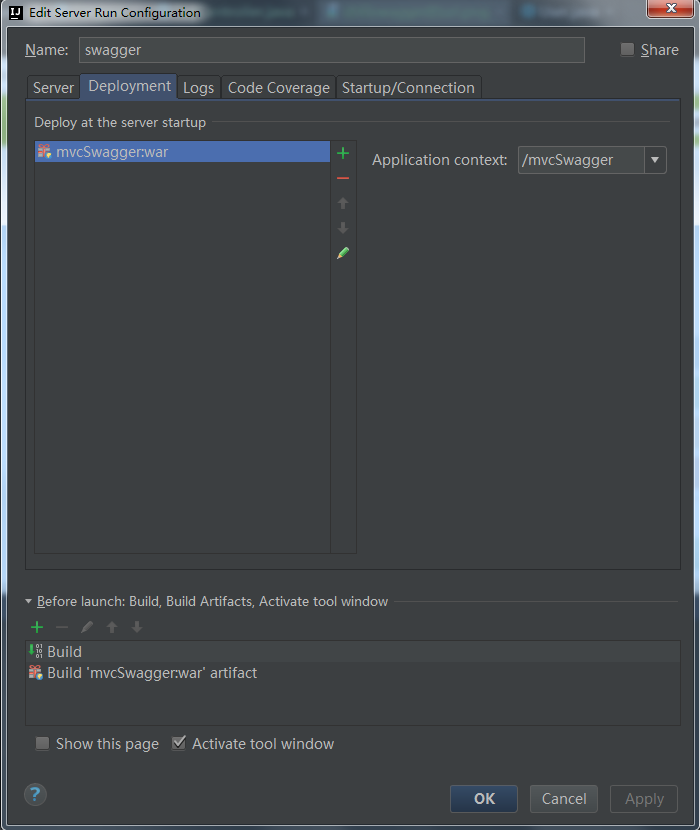 Edit Server Run Configuration
Name: swagger Share
Server Deployment Logs Code Coverage Startup/Connection
Deploy at the server startup
mvcSwagger:war
Application context: /mvcSwagger
Before launch: Build, Build Artifacts, Activate tool window
Build
Build 'mvcSwagger:war' artifact
Show this page Activate tool window
? OK Cancel Apply